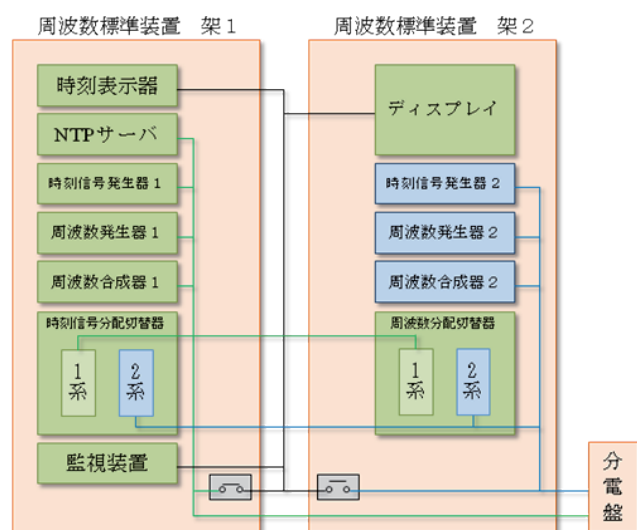 周波数標準装置 架1
周波数標準装置 架2
時刻表示器
NTPサーバ
時刻信号発生器1
周波数発生器1
周波数合成器1
時刻信号分配切替器
1系
2系
監視装置
ディスプレイ
時刻信号発生器2
周波数発生器2
周波数合成器2
周波数分配切替器
1系
2系
分電盤